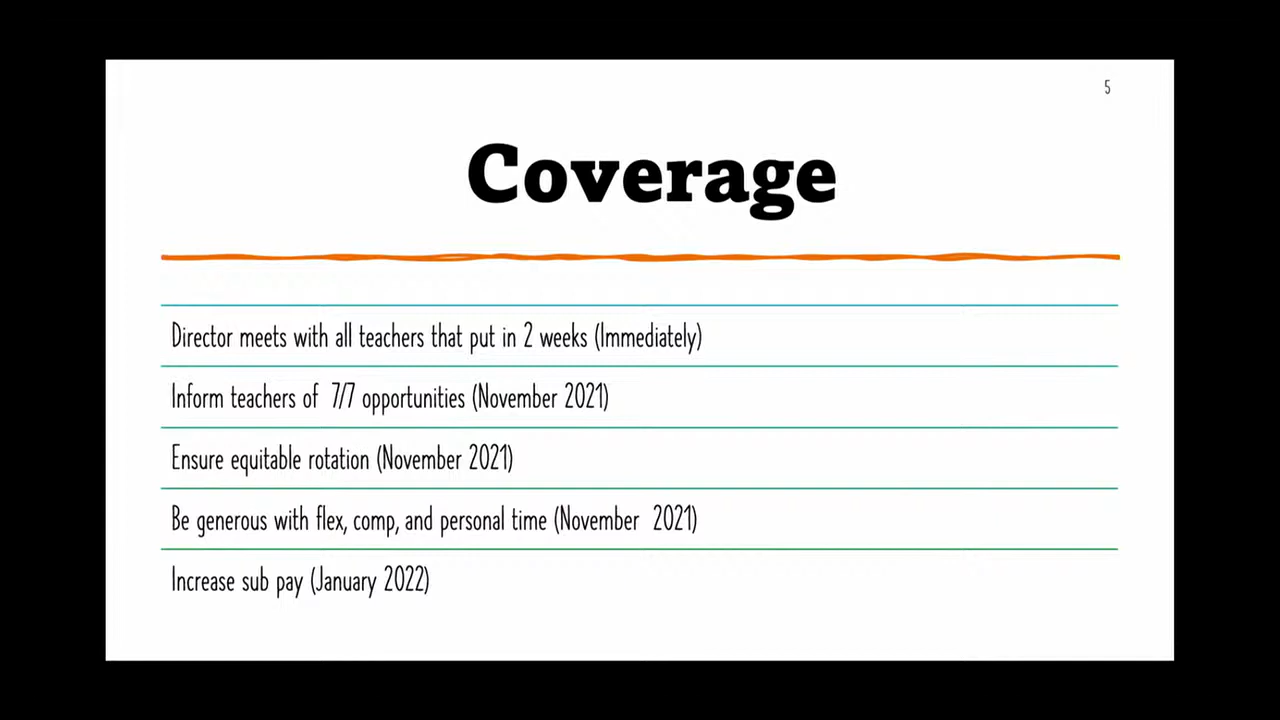 5
Coverage
Director meets with all teachers that put in 2 weeks (Immediately)
Inform teachers of 7/7 opportunities (November 2021)
Ensure equitable rotation (November 2021)
Be generous with flex, comp, and personal time (November 2021)
Increase sub pay (January 2022)